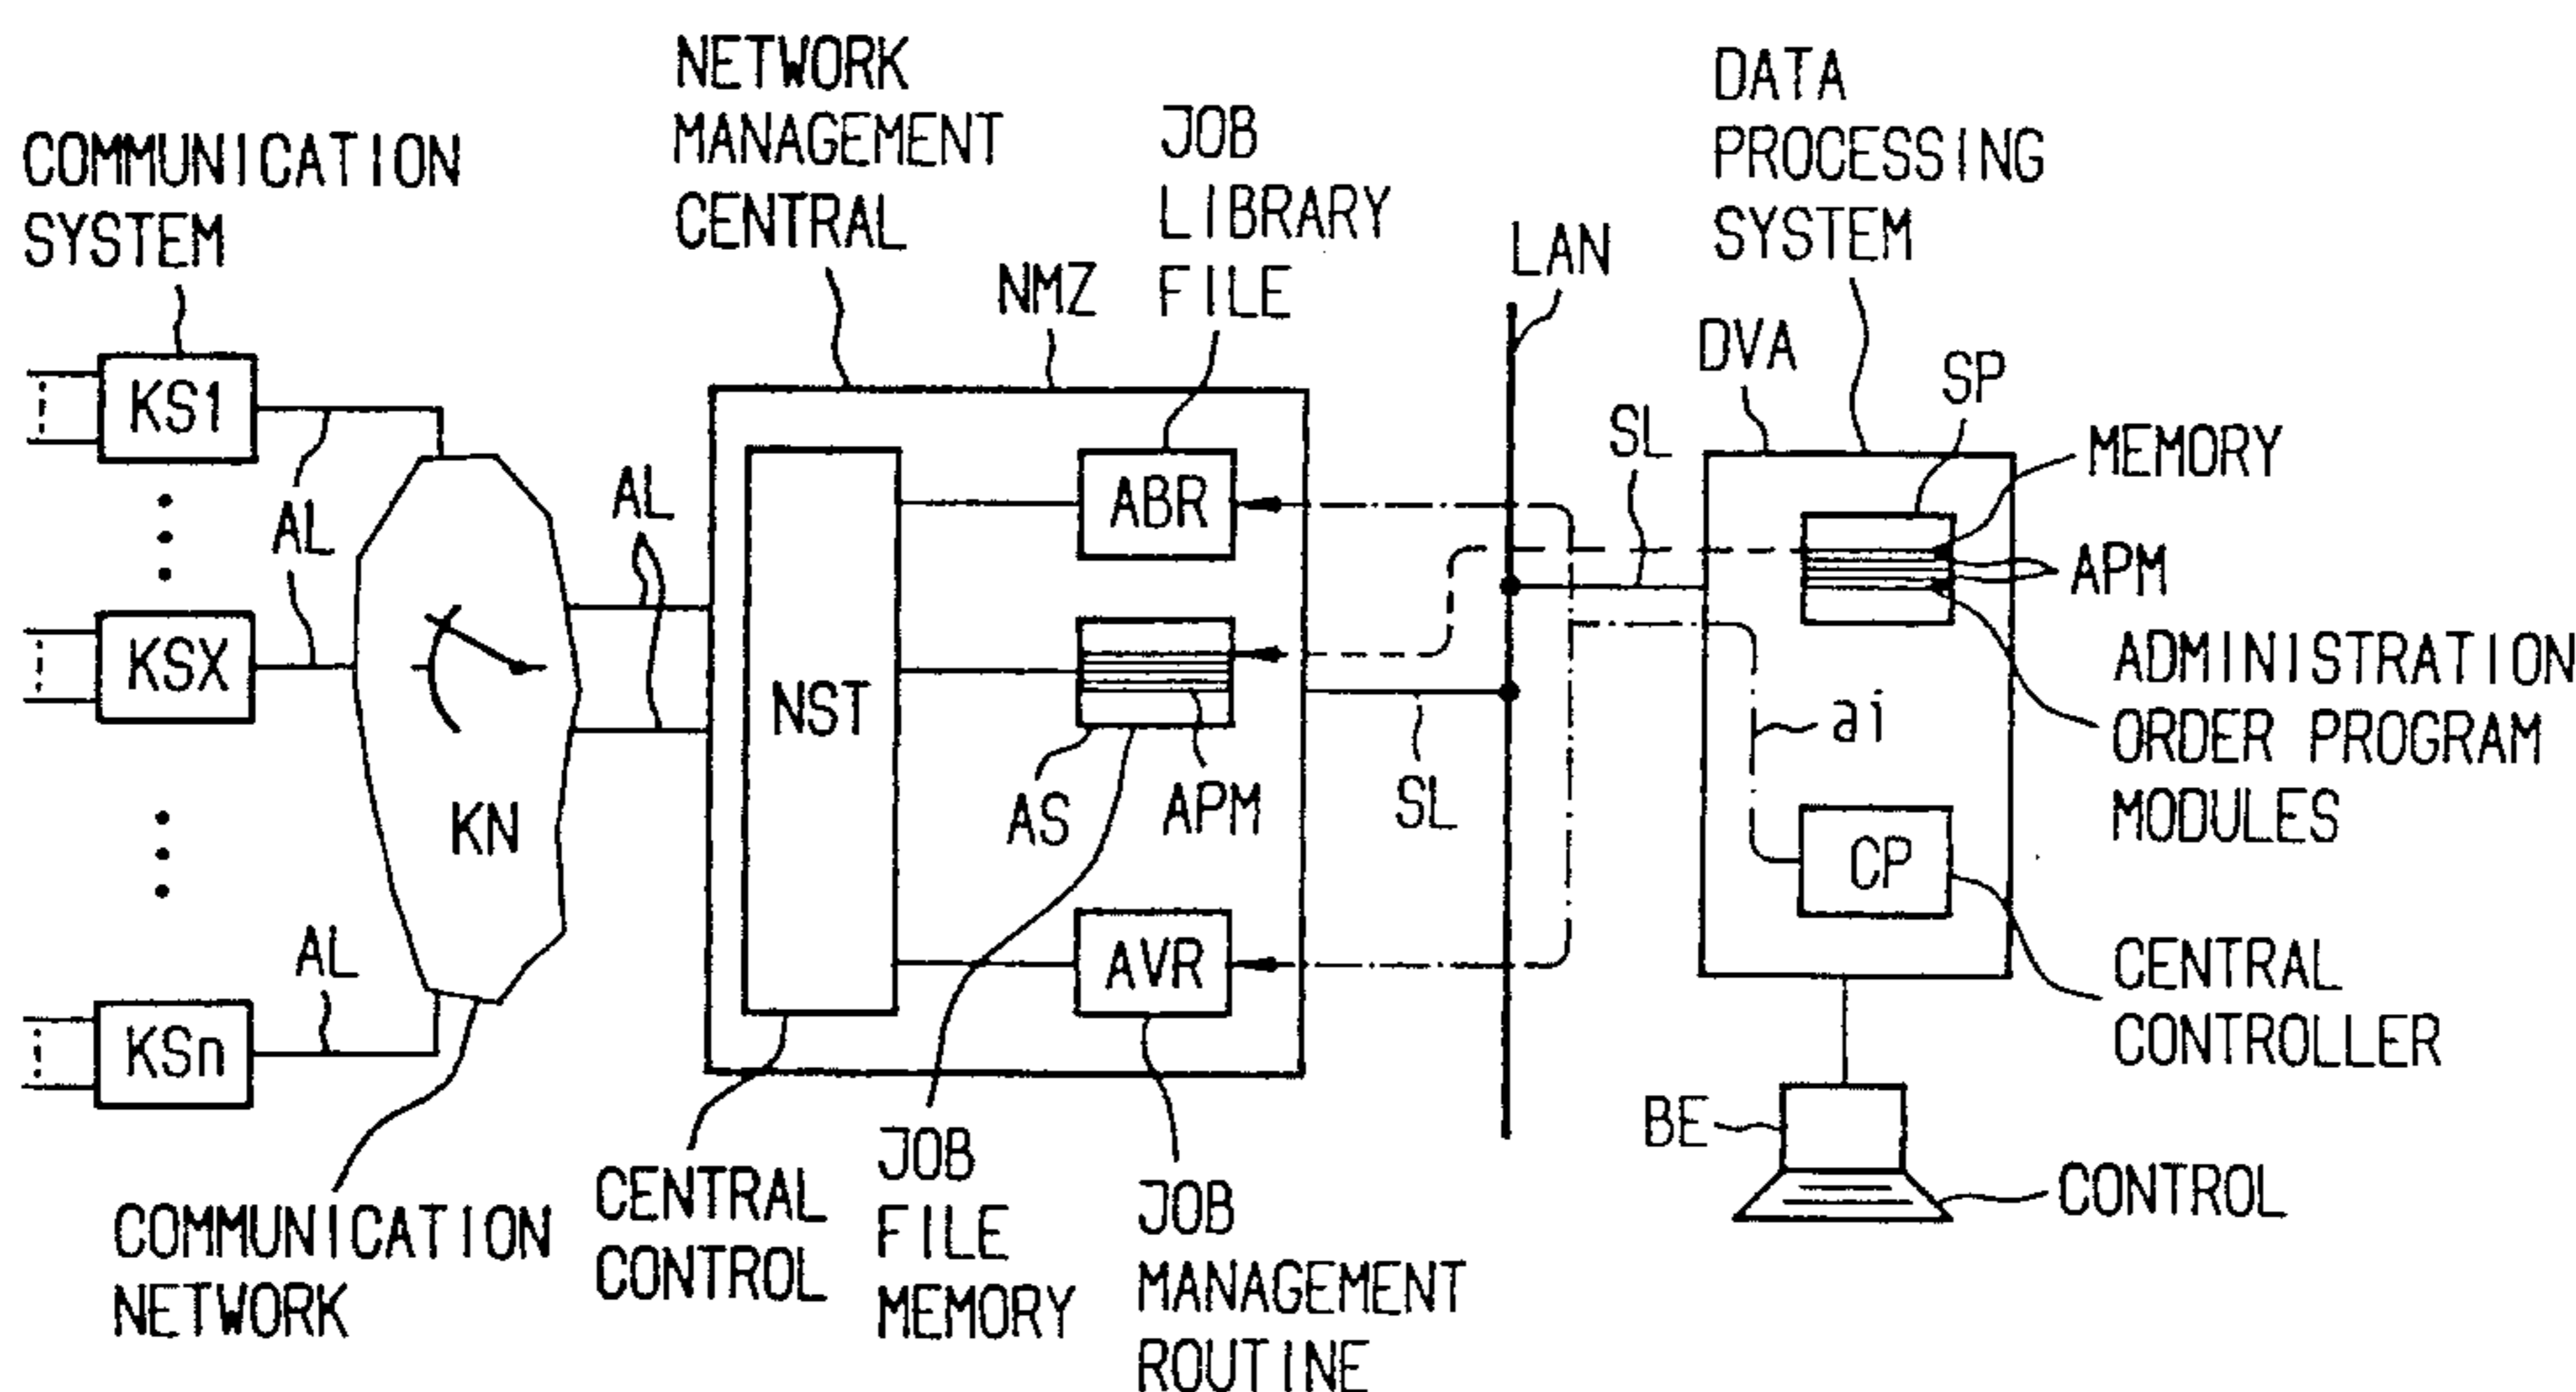 COMMUNICATION
SYSTEM
NETWORK
MANAGEMENT
CENTRAL
NMZ
JOB
LIBRARY
FILE
LAN
DATA
PROCESSING
SYSTEM
DVA
SP
MEMORY
APM
ADMINISTRATION
ORDER PROGRAM
MODULES
KS1
AL
KSX
AL
KSn
KN
AL
NST
ABR
AS
APM
AVR
SL
SL
ai
CP
CENTRAL
CONTROLLER
BE
CONTROL
COMMUNICATION
NETWORK
CENTRAL
CONTROL
JOB
FILE
MEMORY
JOB
MANAGEMENT
ROUTINE